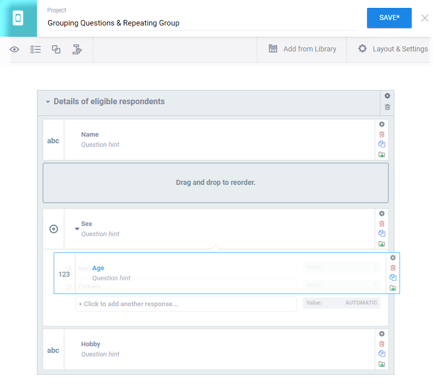 Project
Grouping Questions & Repeating Group
SAVE*
Add from Library
Layout & Settings
Details of eligible respondents
abc
Name
Question hint
Drag and drop to reorder.
Sex
Question hint
123
Age
Question hint
+ Click to add another response...
Value:
AUTOMATIC
abc
Hobby
Question hint